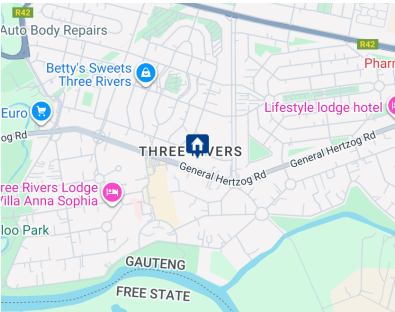 R42
Auto Body Repairs
R42
Betty's Sweets
Three Rivers
Pharm
Lifestyle lodge hotel
Euro
og Rd
General Hertzog Rd
THREE RIVERS
General Hertzog Rd
ree Rivers Lodge
Villa Anna Sophia
loo Park
GAUTENG
FREE STATE